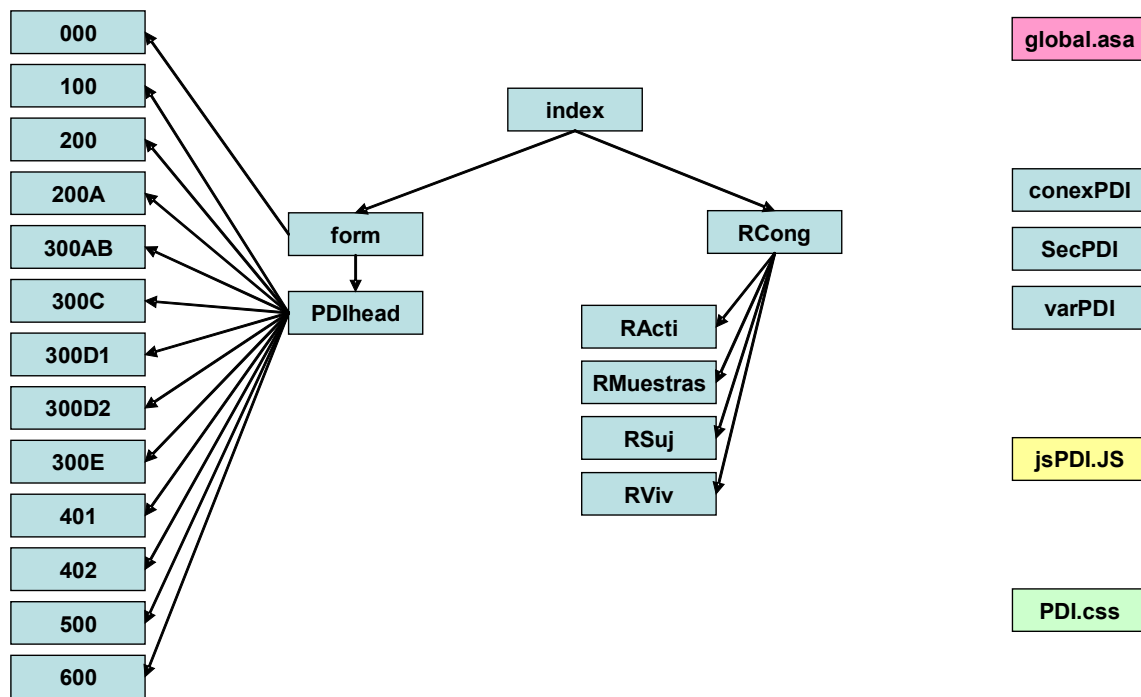 000
100
200
200A
300AB
300C
300D1
300D2
300E
401
402
500
600
index
form
PDIhead
RCong
RActi
RMuestras
RSuj
RViv
global.asa
conexPDI
SecPDI
varPDI
jsPDI.JS
PDI.css